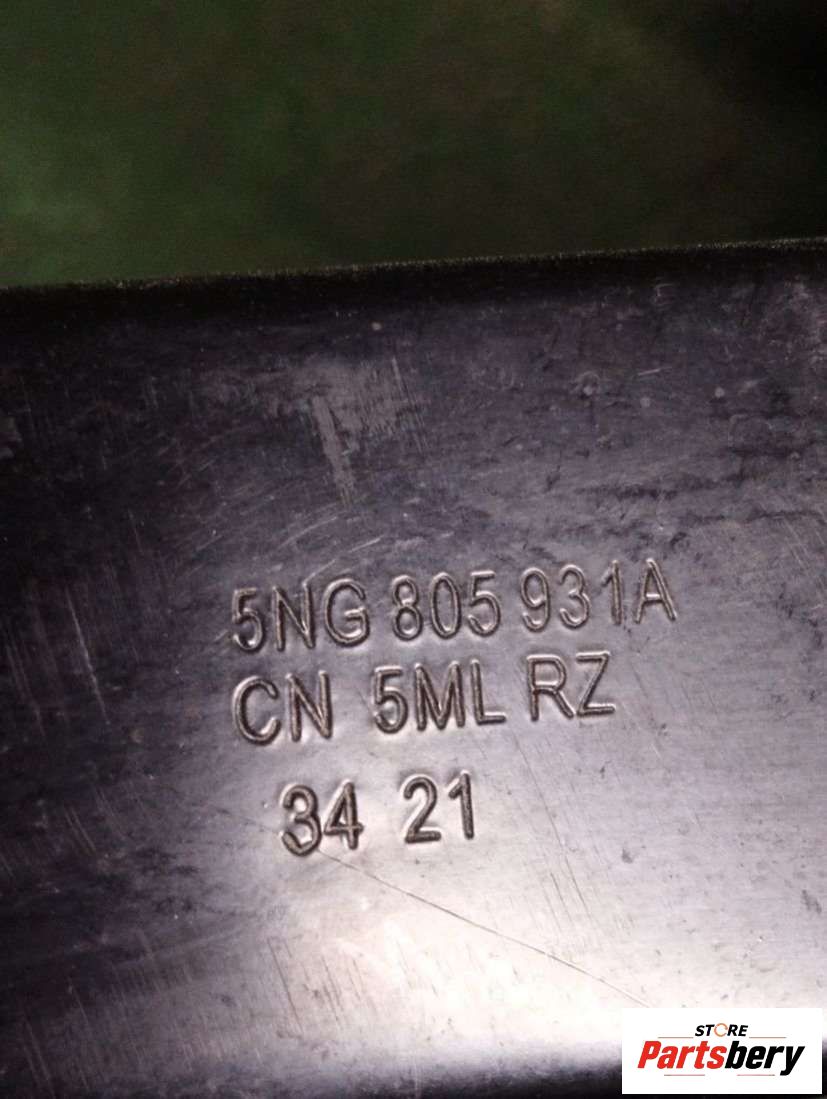 5NG 805 931A
CN 5ML RZ
34 21
STORE
Partsbery